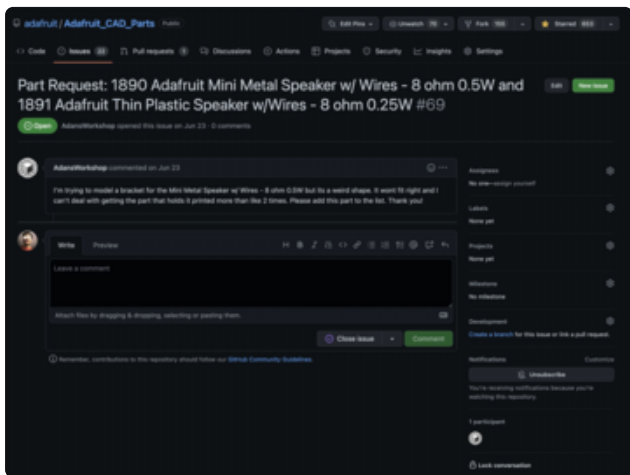 adafruit / Adafruit_CAD_Parts Public
Edit Pins Unwatch Fork Starred
Code Issues Pull requests Discussions Actions Projects Security Insights Settings
Part Request: 1890 Adafruit Mini Metal Speaker w/ Wires - 8 ohm 0.5W and
1891 Adafruit Thin Plastic Speaker w/Wires - 8 ohm 0.25W #69
Edit New issue
Open AdansWorkshop opened this issue on Jun 23 · 0 comments
AdansWorkshop commented on Jun 23
I'm trying to model a bracket for the Mini Metal Speaker w/ Wires - 8 ohm 0.5W but its a weird shape. It wont fit right and I
can't deal with getting the part that holds it printed more than like 2 times. Please add this part to the list. Thank you!
Write Preview
Leave a comment
Attach files by dragging & dropping, selecting or pasting them.
Close issue Comment
Remember, contributions to this repository should follow our GitHub Community Guidelines.
Assignees
No one—assign yourself
Labels
None yet
Projects
None yet
Milestone
No milestone
Development
Create a branch for this issue or link a pull request.
Notifications Customize
Unsubscribe
You're receiving notifications because you're
watching this repository.
1 participant
Lock conversation